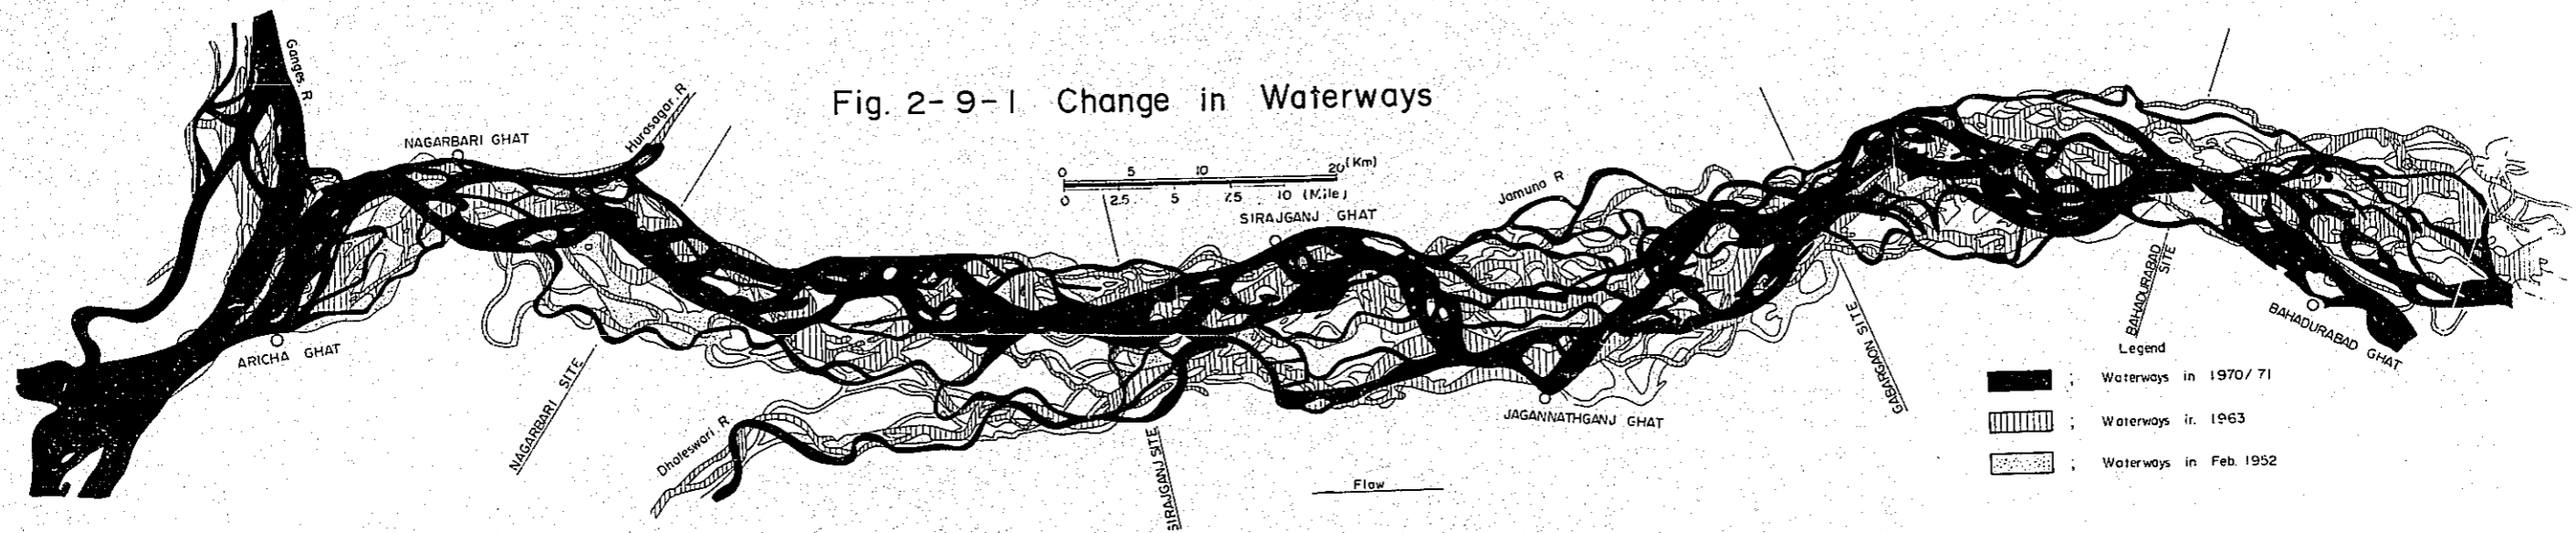 Fig. 2-9-1 Change in Waterways
Ganges R
NAGARBARI GHAT
Hurasagar R
0 5 10 20 (Km)
0 2.5 5 7.5 10 (Mile)
SIRAJGANJ GHAT
Jamuna R
ARICHA GHAT
NAGARBARI SITE
Dholeswari R
SIRAJGANJ SITE
Flow
JAGANNATHGANJ GHAT
GABARGAON SITE
BAHADURABAD SITE
BAHADURABAD GHAT
Legend
; Waterways in 1970/71
; Waterways in 1963
; Waterways in Feb. 1952